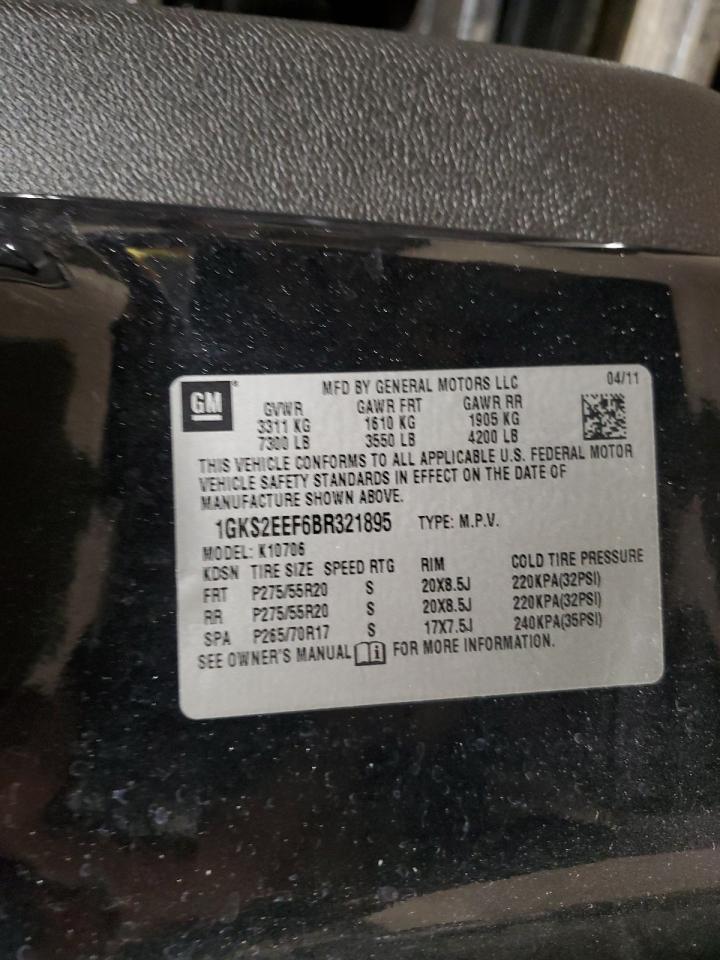 GM
MFD BY GENERAL MOTORS LLC 04/11
GVWR GAWR FRT GAWR RR
3311 KG 1610 KG 1905 KG
7300 LB 3550 LB 4200 LB
THIS VEHICLE CONFORMS TO ALL APPLICABLE U.S. FEDERAL MOTOR
VEHICLE SAFETY STANDARDS IN EFFECT ON THE DATE OF
MANUFACTURE SHOWN ABOVE.
1GKS2EEF6BR321895 TYPE: M.P.V.
MODEL: K10706
KDSN TIRE SIZE SPEED RTG RIM COLD TIRE PRESSURE
FRT P275/55R20 S 20X8.5J 220KPA(32PSI)
RR P275/55R20 S 20X8.5J 220KPA(32PSI)
SPA P265/70R17 S 17X7.5J 240KPA(35PSI)
SEE OWNER'S MANUAL i FOR MORE INFORMATION.